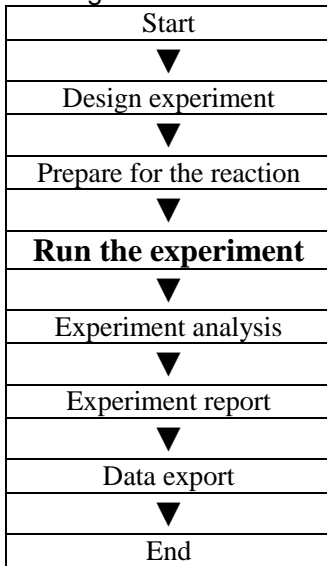 Start
▼
Design experiment
▼
Prepare for the reaction
▼
Run the experiment
▼
Experiment analysis
▼
Experiment report
▼
Data export
▼
End